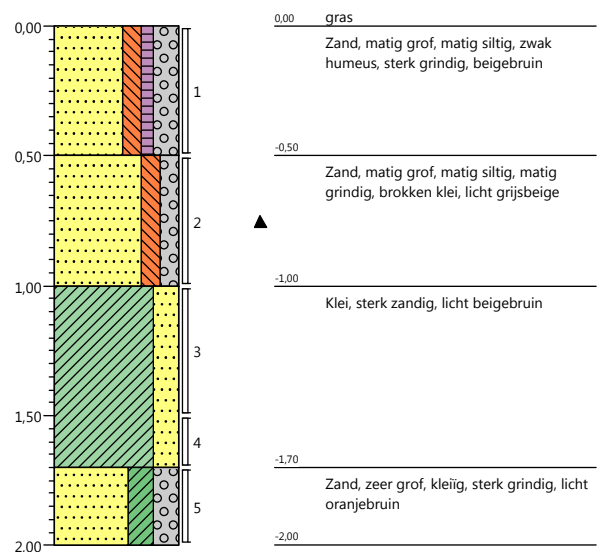 0,00
0,50
1,00
1,50
2.00
1
2
3
4
5
0,00
gras
Zand, matig grof, matig siltig, zwak
humeus, sterk grindig, beigebruin
-0,50
Zand, matig grof, matig siltig, matig
grindig, brokken klei, licht grijsbeige
-1,00
Klei, sterk zandig, licht beigebruin
-1,70
Zand, zeer grof, kleiïg, sterk grindig, licht
oranjebruin
-2,00